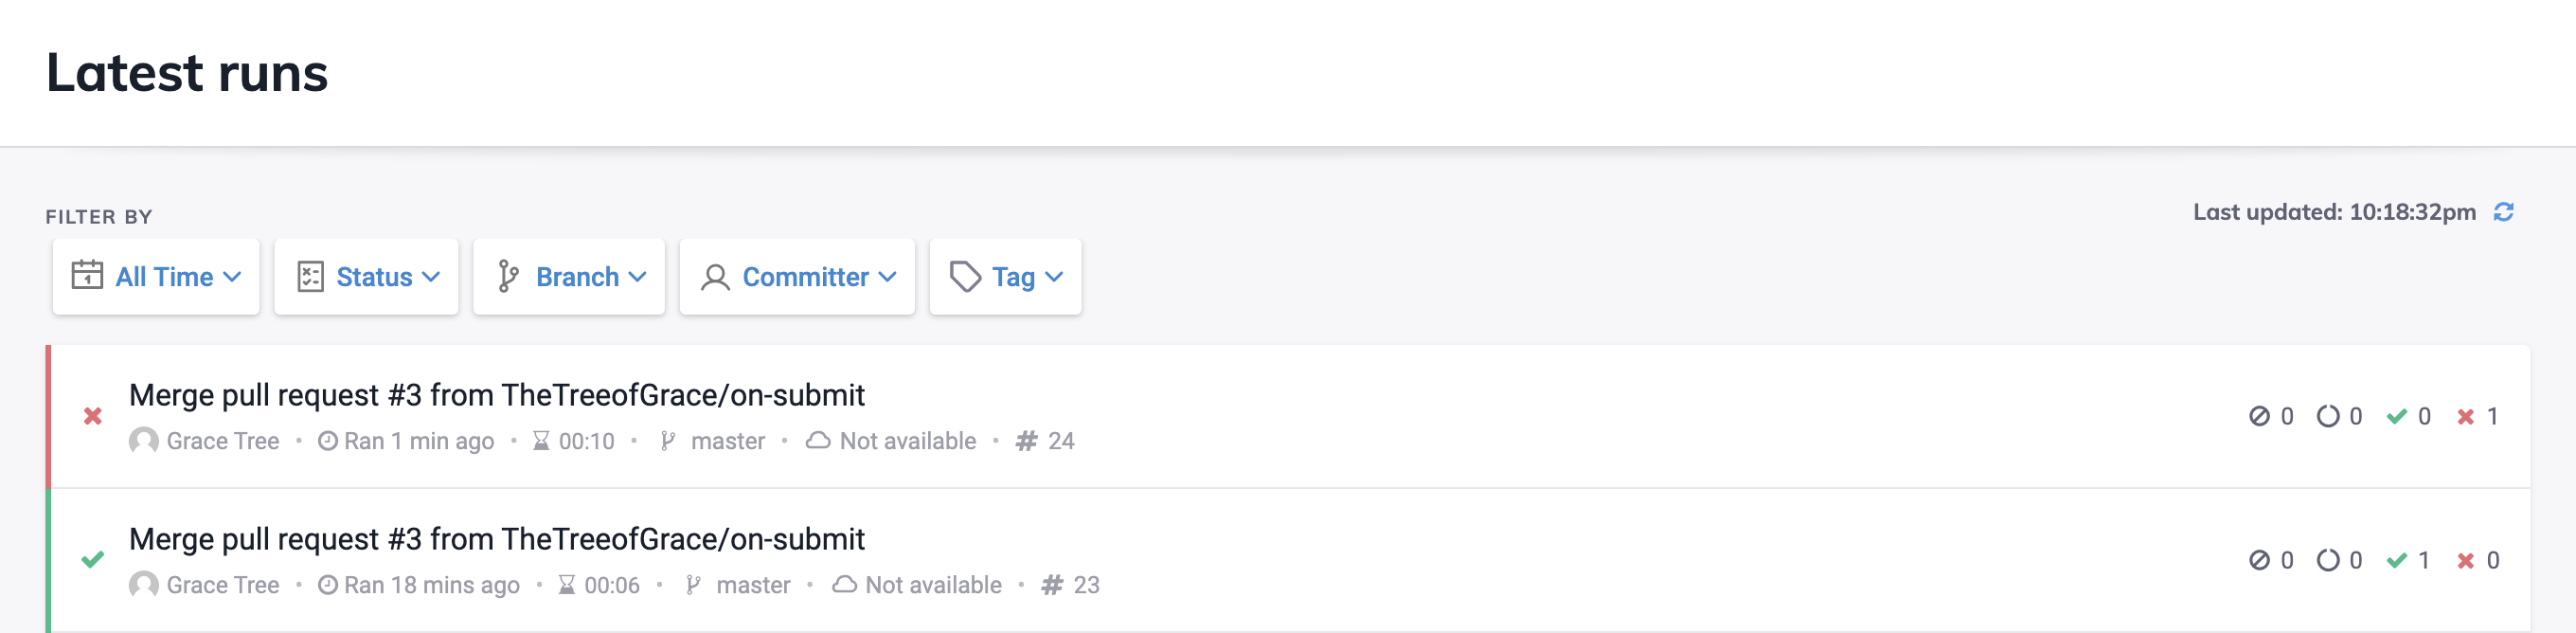 Latest runs
FILTER BY
Last updated: 10:18:32pm
All Time Status Branch Committer Tag
Merge pull request #3 from TheTreeofGrace/on-submit
Grace Tree • Ran 1 min ago • 00:10 • master • Not available • # 24
0 0 0 1
Merge pull request #3 from TheTreeofGrace/on-submit
Grace Tree • Ran 18 mins ago • 00:06 • master • Not available • # 23
0 0 1 0